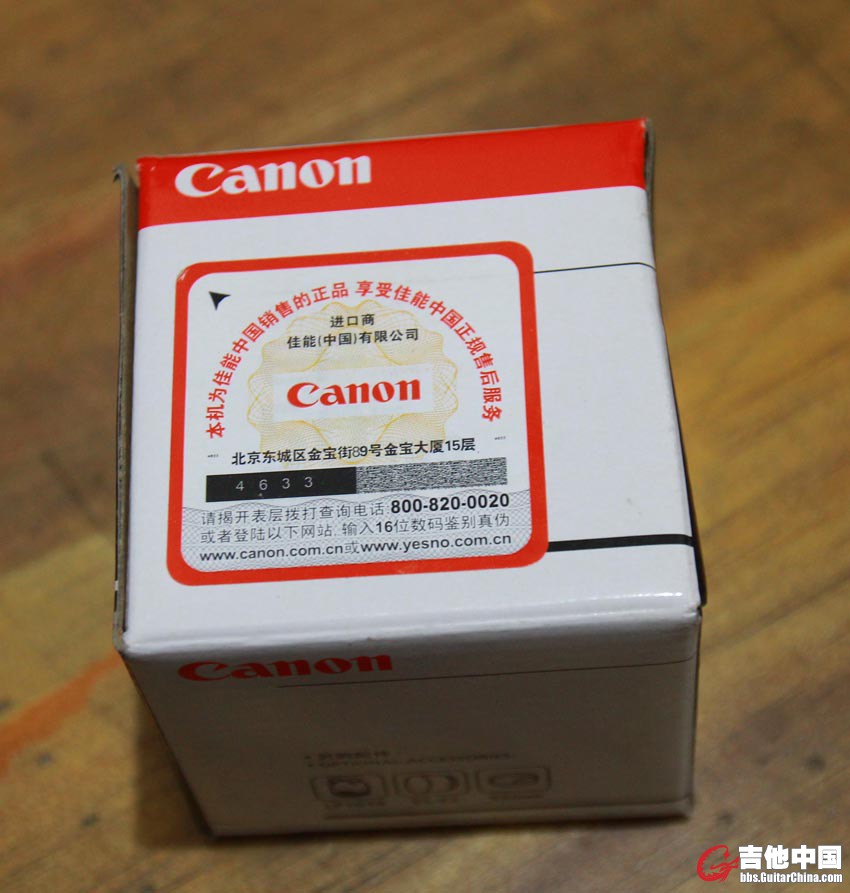 Canon
本机为佳能中国销售的正品 享受佳能中国正规售后服务
进口商
佳能(中国)有限公司
Canon
北京东城区金宝街89号金宝大厦15层
4633
请揭开表层拨打查询电话 800-820-0020
或者登陆以下网站.输入16位数码鉴别真伪
www.canon.com.cn或www.yesno.com.cn
Canon
OPTIONAL ACCESSORIES
吉他中国
bbs.GuitarChina.com